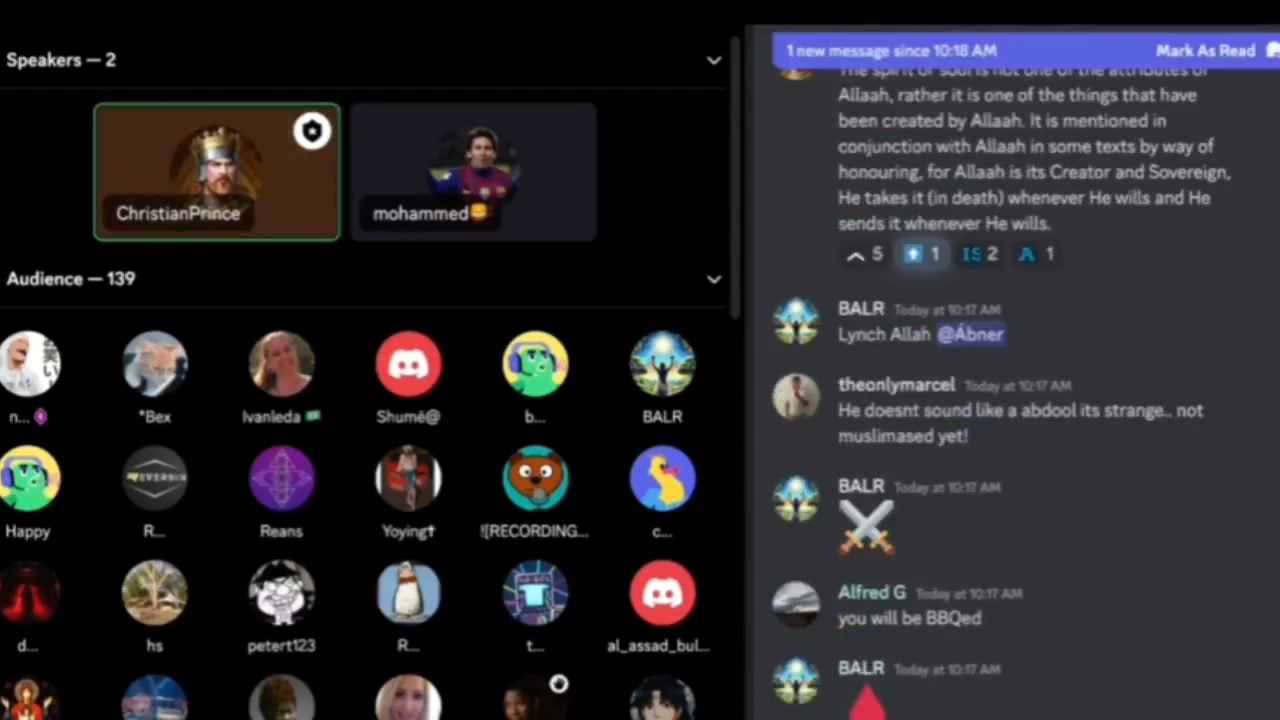 Speakers — 2
ChristianPrince
mohammed
Audience — 139
n...
*Bex
Ivanleda
Shumë@
b...
BALR
Happy
R...
Reans
Yoying✝
![RECORDING...
c...
d...
hs
petert123
R...
t...
al_assad_bul...
1 new message since 10:18 AM
Mark As Read
The spirit or soul is not one of the attributes of
Allaah, rather it is one of the things that have
been created by Allaah. It is mentioned in
conjunction with Allaah in some texts by way of
honouring, for Allaah is its Creator and Sovereign,
He takes it (in death) whenever He wills and He
sends it whenever He wills.
5 1 IS 2 A 1
BALR Today at 10:17 AM
Lynch Allah @Ábner
theonlymarcel Today at 10:17 AM
He doesnt sound like a abdool its strange.. not
muslimased yet!
BALR Today at 10:17 AM
Alfred G Today at 10:17 AM
you will be BBQed
BALR Today at 10:17 AM